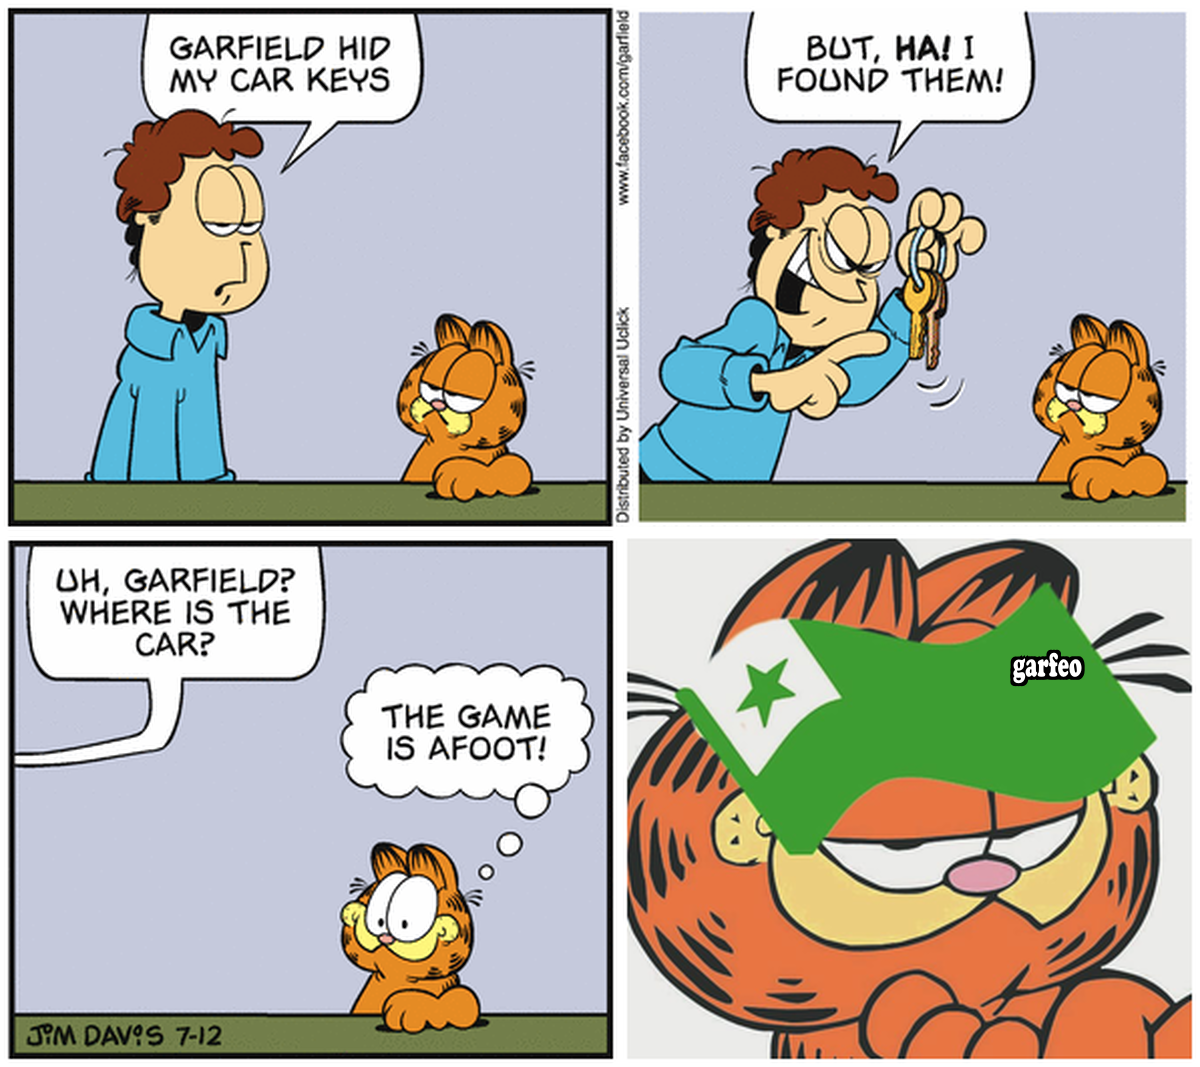 GARFIELD HID
MY CAR KEYS
www.facebook.com/garfield
Distributed by Universal Uclick
BUT, HA! I
FOUND THEM!
UH, GARFIELD?
WHERE IS THE
CAR?
THE GAME
IS AFOOT!
JiM DAViS 7-12
garfeo